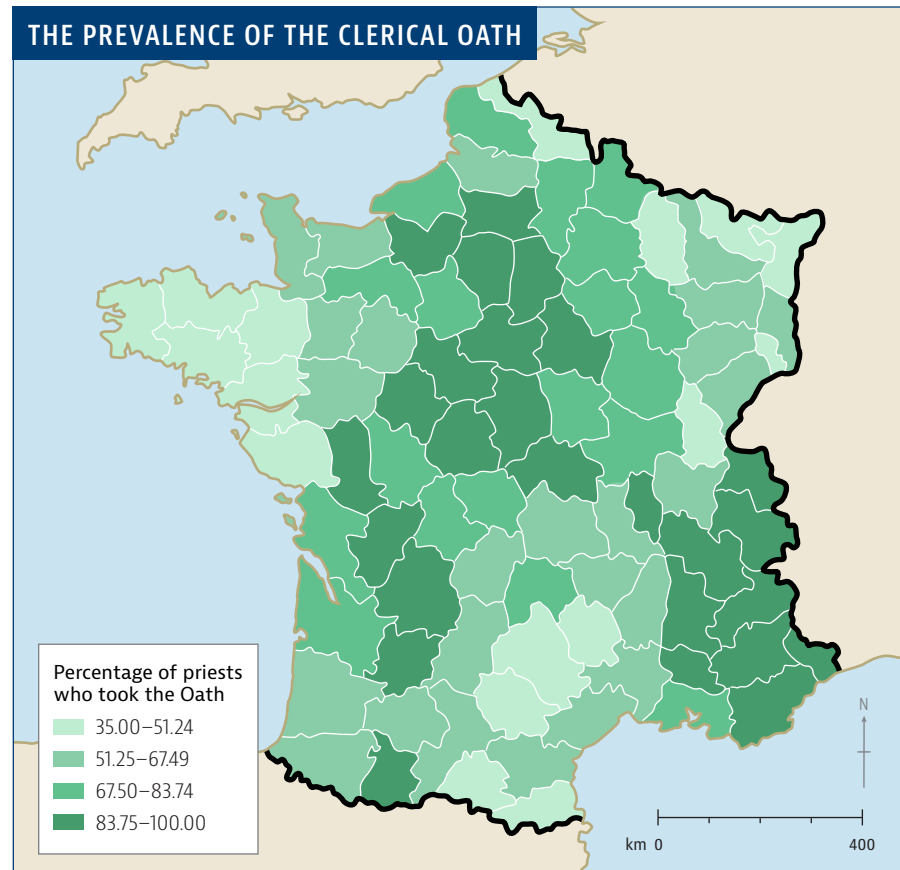 THE PREVALENCE OF THE CLERICAL OATH
Percentage of priests
who took the Oath
35.00–51.24
51.25–67.49
67.50–83.74
83.75–100.00
N
km 0 400